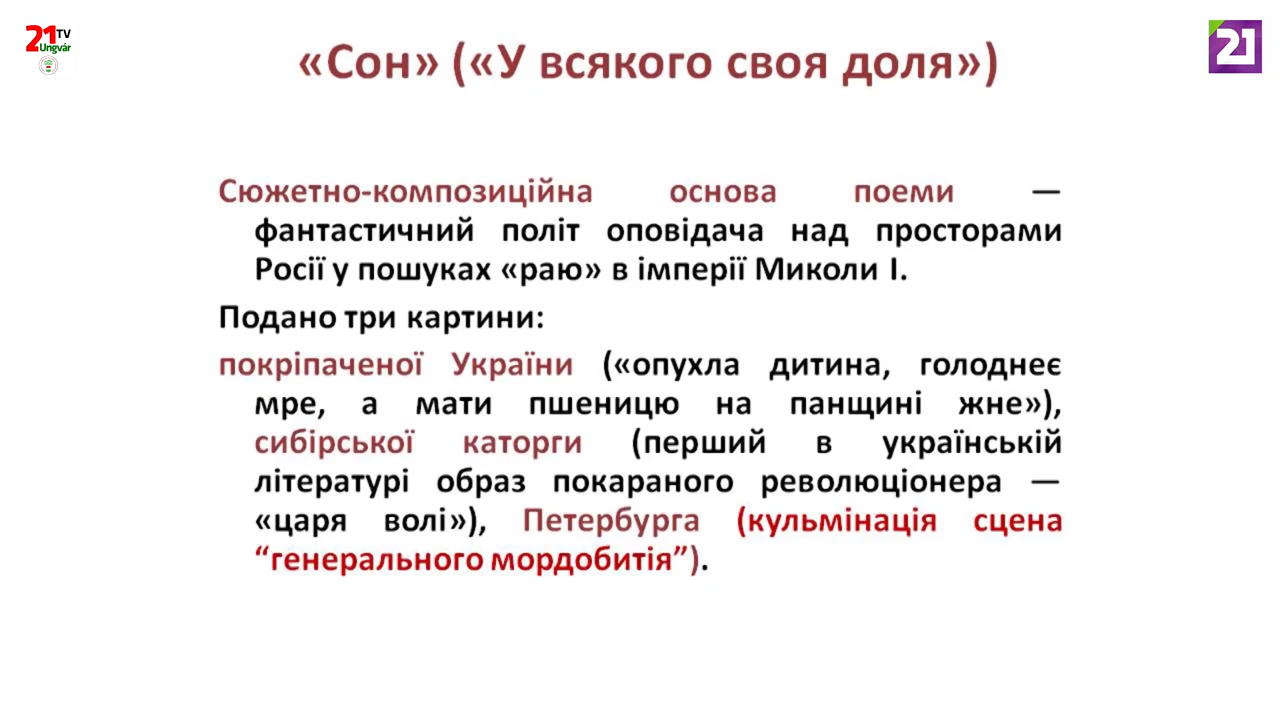 21 TV
Ungvár
21
«Сон» («У всякого своя доля»)
Сюжетно-композиційна основа поеми —
фантастичний політ оповідача над просторами
Росії у пошуках «раю» в імперії Миколи І.
Подано три картини:
покріпаченої України («опухла дитина, голоднеє
мре, а мати пшеницю на панщині жне»),
сибірської каторги (перший в українській
літературі образ покараного революціонера —
«царя волі»), Петербурга (кульмінація сцена
“генерального мордобитія”).